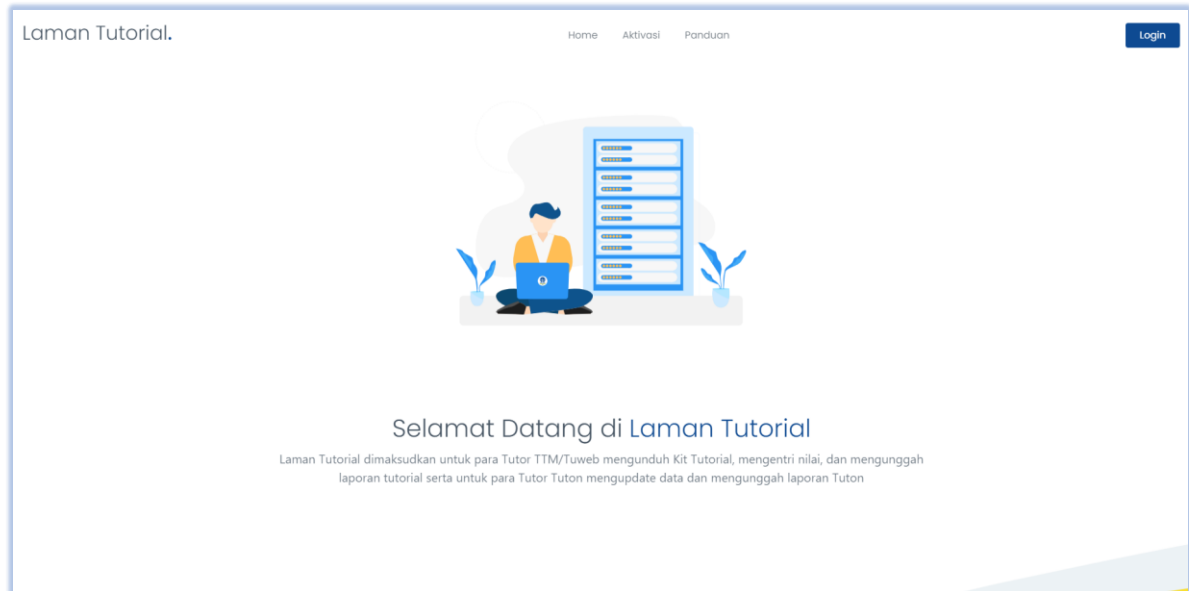 Laman Tutorial.
Home Aktivasi Panduan
Login
Selamat Datang di Laman Tutorial
Laman Tutorial dimaksudkan untuk para Tutor TTM/Tuweb mengunduh Kit Tutorial, mengentri nilai, dan mengunggah
laporan tutorial serta untuk para Tutor Tuton mengupdate data dan mengunggah laporan Tuton